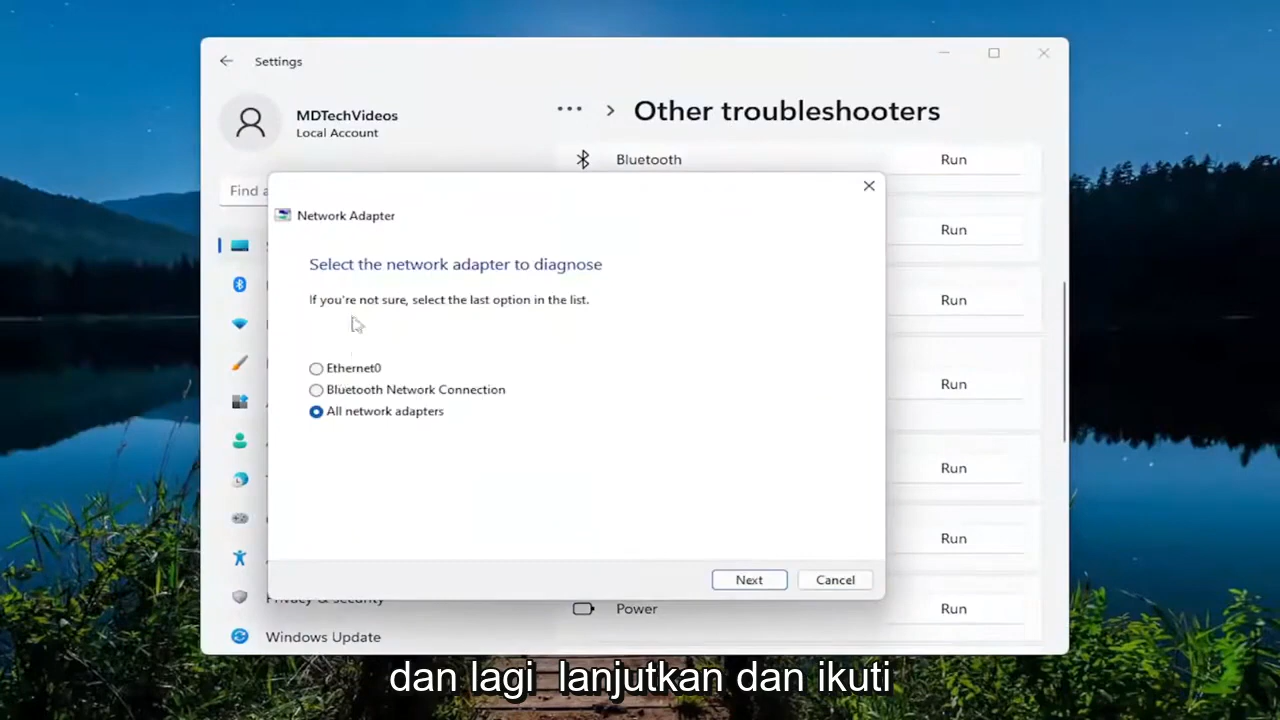 Settings
MDTechVideos
Local Account
... > Other troubleshooters
Bluetooth
Run
Find a
Network Adapter
Run
Select the network adapter to diagnose
If you're not sure, select the last option in the list.
Run
Ethernet0
Bluetooth Network Connection
All network adapters
Run
Run
Run
Next
Cancel
Privacy & security
Power
Run
Windows Update
dan lagi lanjutkan dan ikuti